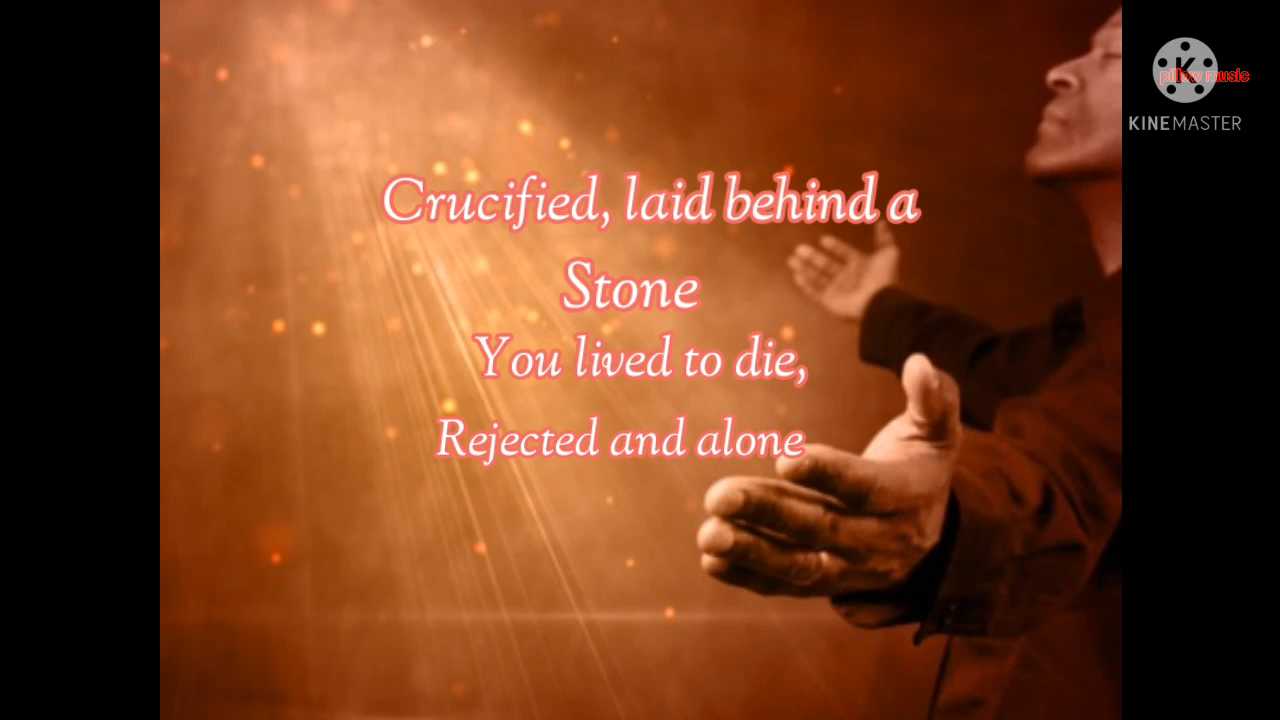 Crucified, laid behind a
Stone
You lived to die,
Rejected and alone
pillow music
KINEMASTER